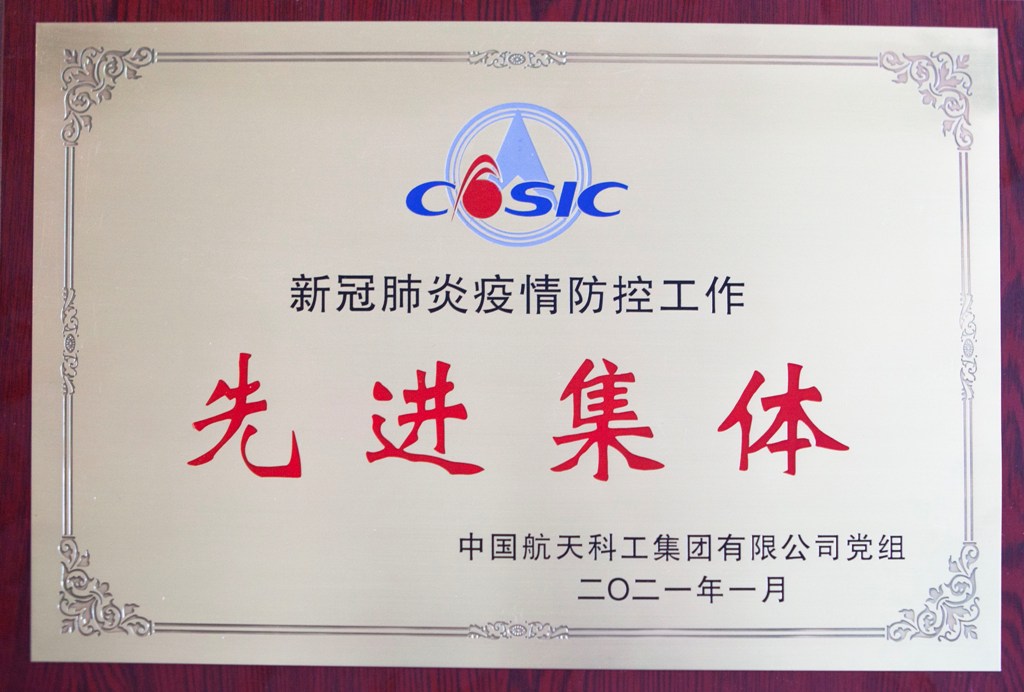 CASIC
新冠肺炎疫情防控工作
先进集体
中国航天科工集团有限公司党组
二〇二一年一月